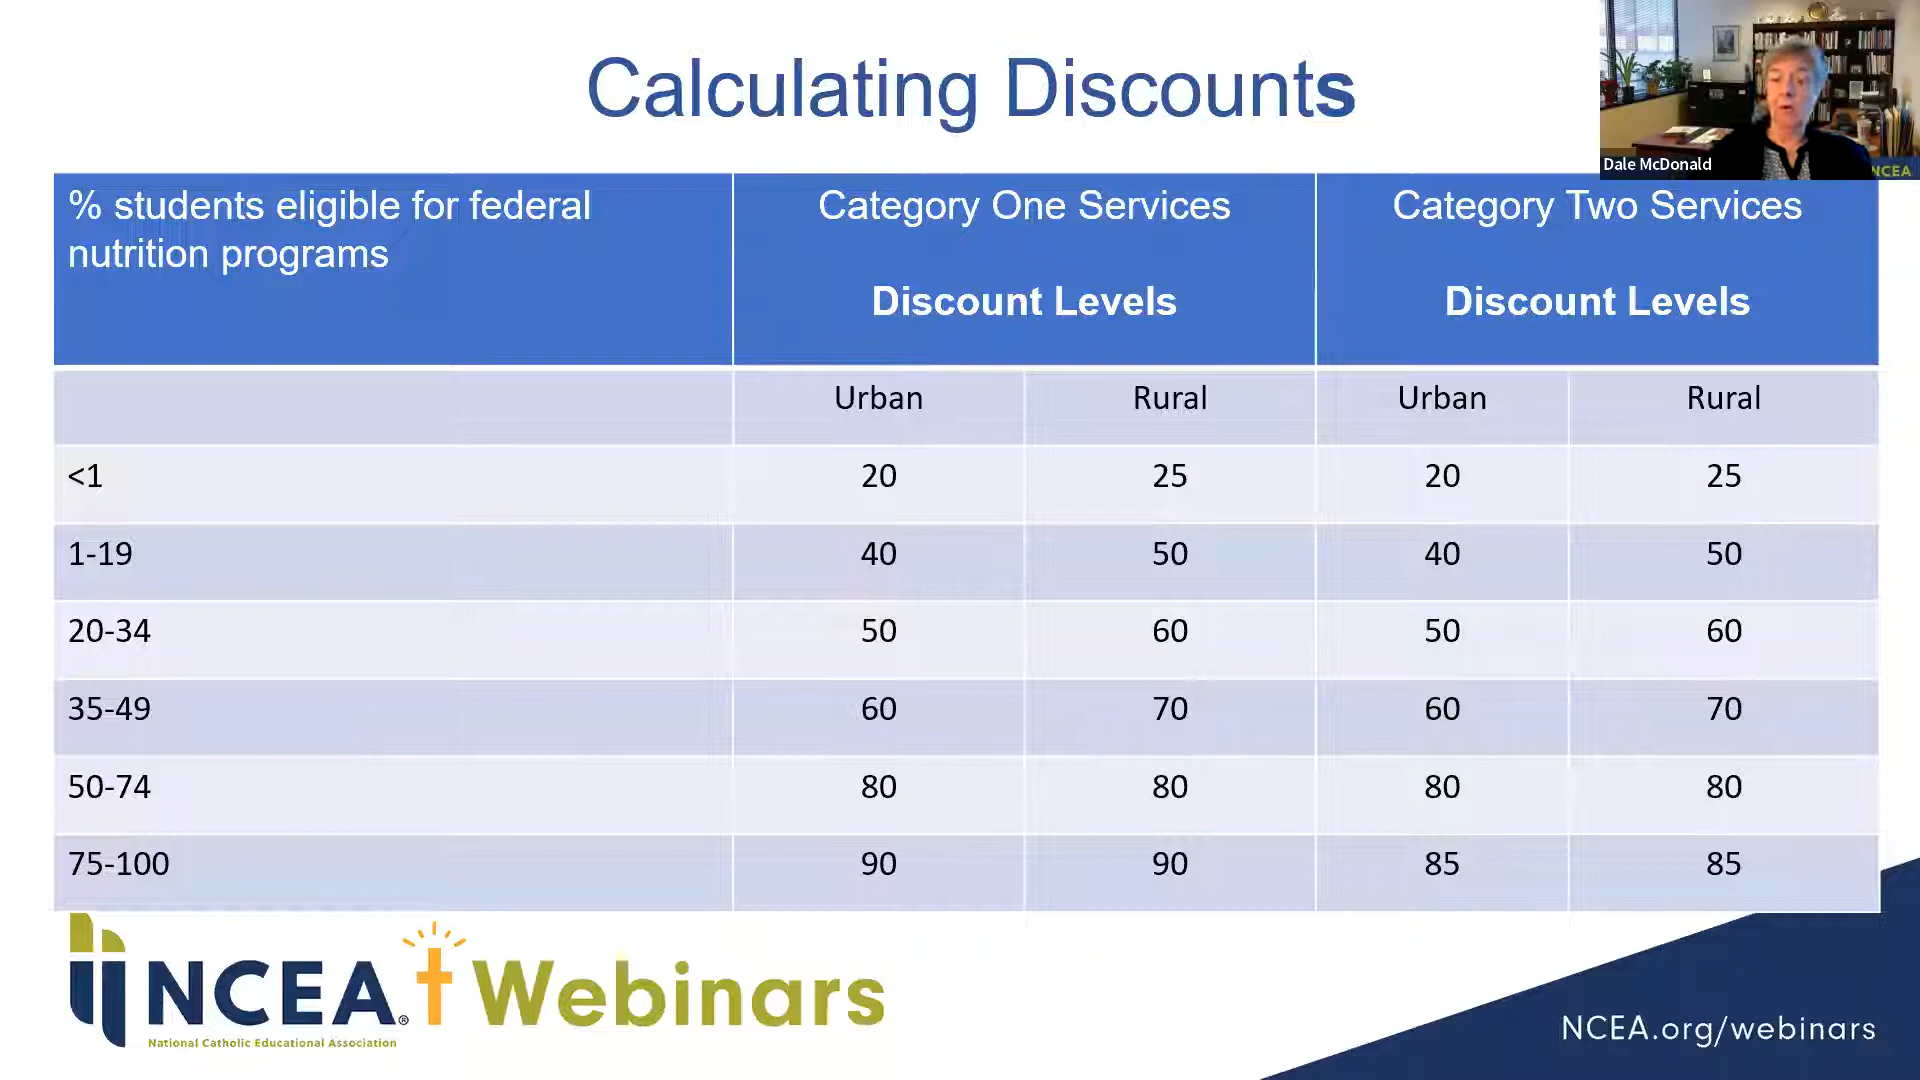 Calculating Discounts
Dale McDonald
NCEA
% students eligible for federal
nutrition programs
Category One Services
Discount Levels
Category Two Services
Discount Levels
Urban Rural Urban Rural
<1 20 25 20 25
1-19 40 50 40 50
20-34 50 60 50 60
35-49 60 70 60 70
50-74 80 80 80 80
75-100 90 90 85 85
NCEA® Webinars
National Catholic Educational Association
NCEA.org/webinars